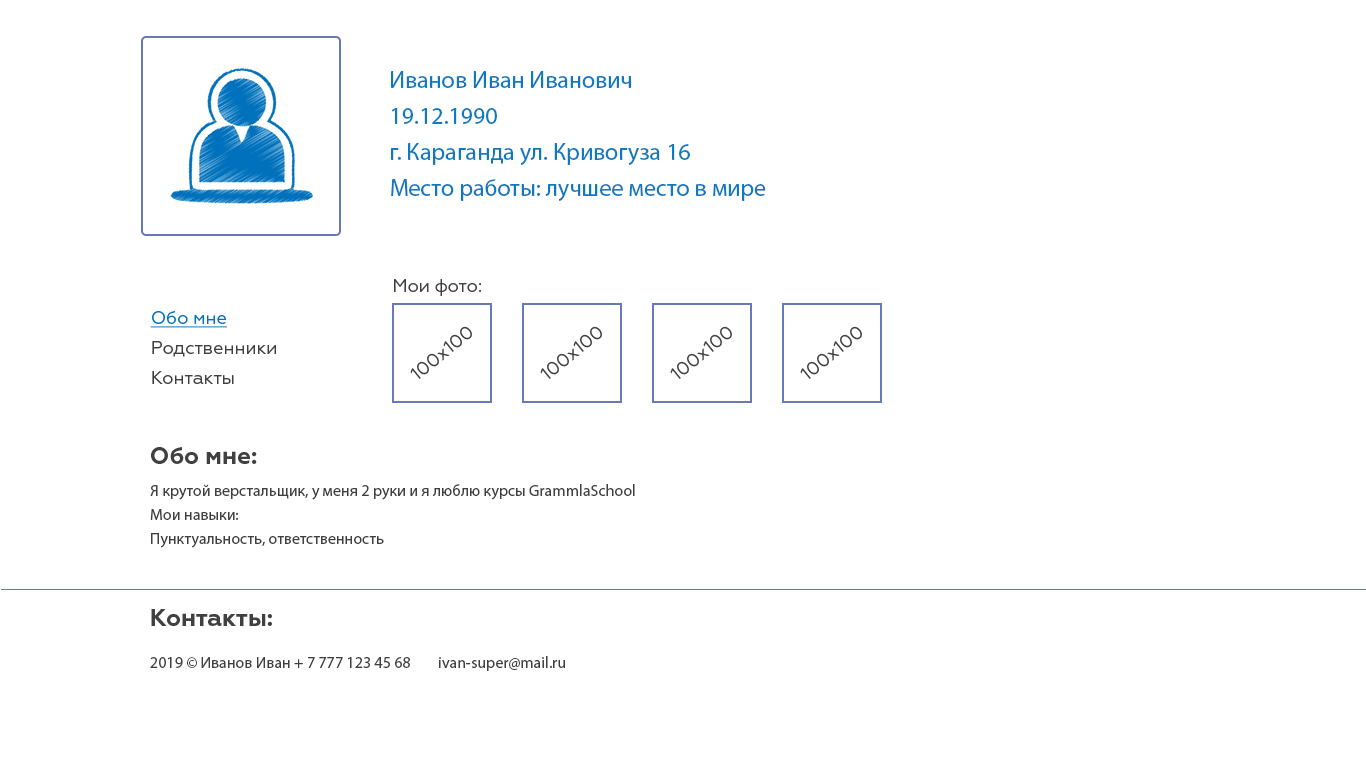 Иванов Иван Иванович
19.12.1990
г. Караганда ул. Кривогуза 16
Место работы: лучшее место в мире
Мои фото:
100x100
100x100
100x100
100x100
Обо мне
Родственники
Контакты
Обо мне:
Я крутой верстальщик, у меня 2 руки и я люблю курсы GrammlaSchool
Мои навыки:
Пунктуальность, ответственность
Контакты:
2019 © Иванов Иван + 7 777 123 45 68 ivan-super@mail.ru